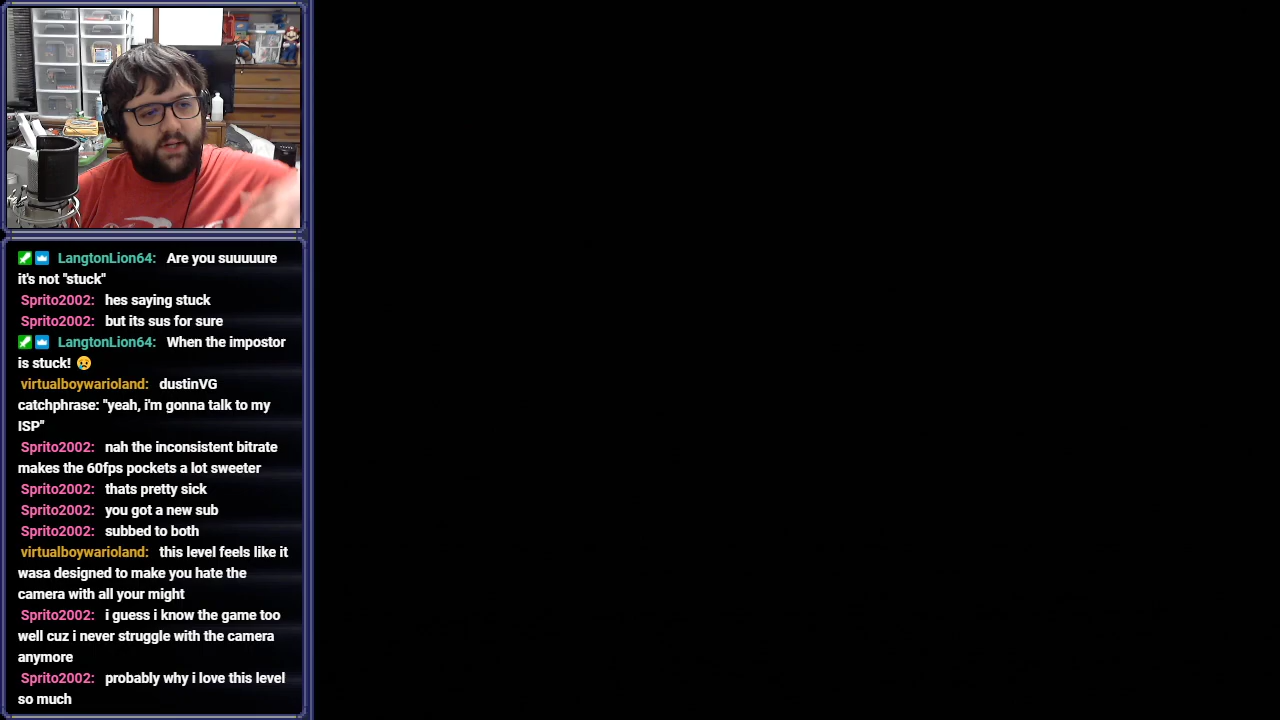 LangtonLion64: Are you suuuuure
it's not "stuck"
Sprito2002: hes saying stuck
Sprito2002: but its sus for sure
LangtonLion64: When the impostor
is stuck! 😢
virtualboywarioland: dustinVG
catchphrase: "yeah, i'm gonna talk to my
ISP"
Sprito2002: nah the inconsistent bitrate
makes the 60fps pockets a lot sweeter
Sprito2002: thats pretty sick
Sprito2002: you got a new sub
Sprito2002: subbed to both
virtualboywarioland: this level feels like it
wasa designed to make you hate the
camera with all your might
Sprito2002: i guess i know the game too
well cuz i never struggle with the camera
anymore
Sprito2002: probably why i love this level
so much